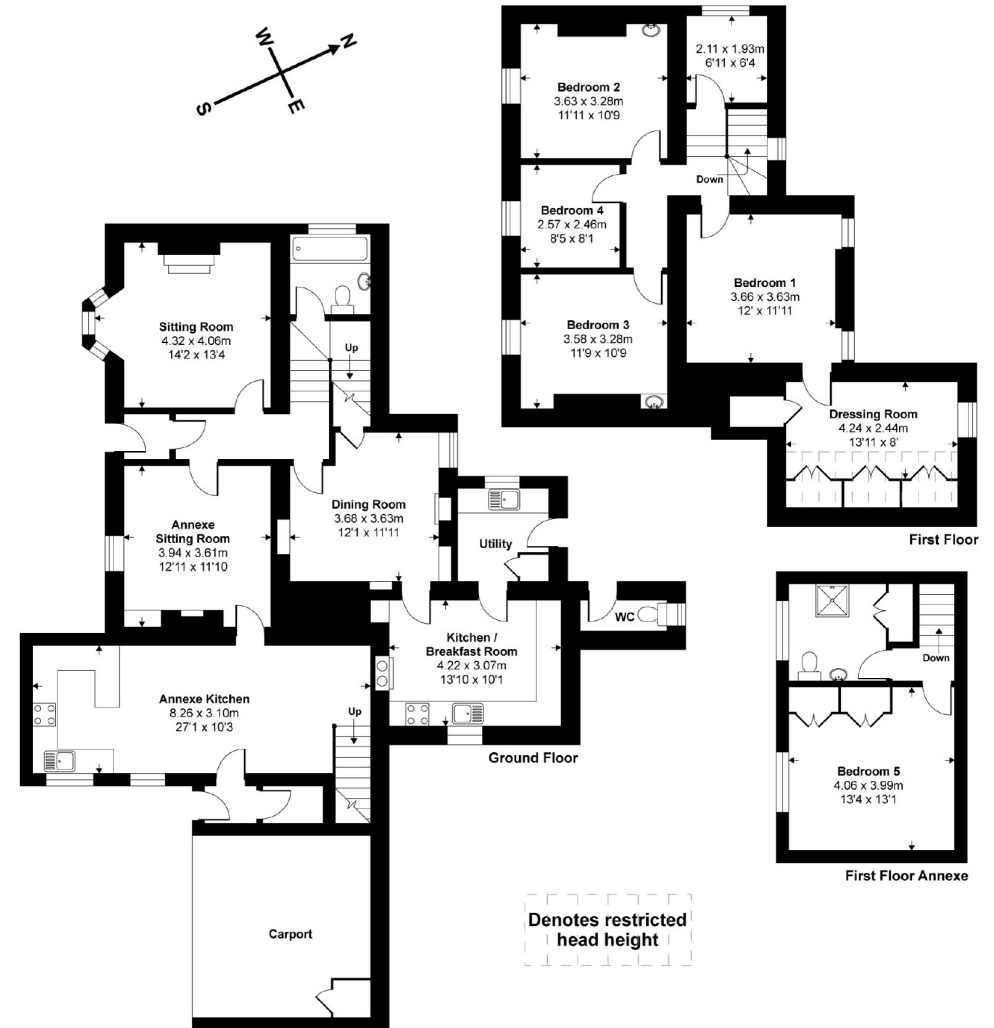 W
N
S
E
2.11 x 1.93m
6'11 x 6'4
Bedroom 2
3.63 x 3.28m
11'11 x 10'9
Down
Bedroom 4
2.57 x 2.46m
8'5 x 8'1
Bedroom 1
3.66 x 3.63m
12' x 11'11
Bedroom 3
3.58 x 3.28m
11'9 x 10'9
Dressing Room
4.24 x 2.44m
13'11 x 8'
First Floor
Sitting Room
4.32 x 4.06m
14'2 x 13'4
Up
Dining Room
3.68 x 3.63m
12'1 x 11'11
Annexe
Sitting Room
3.94 x 3.61m
12'11 x 11'10
Utility
WC
Kitchen /
Breakfast Room
4.22 x 3.07m
13'10 x 10'1
Annexe Kitchen
8.26 x 3.10m
27'1 x 10'3
Up
Ground Floor
Carport
Down
Bedroom 5
4.06 x 3.99m
13'4 x 13'1
First Floor Annexe
Denotes restricted
head height